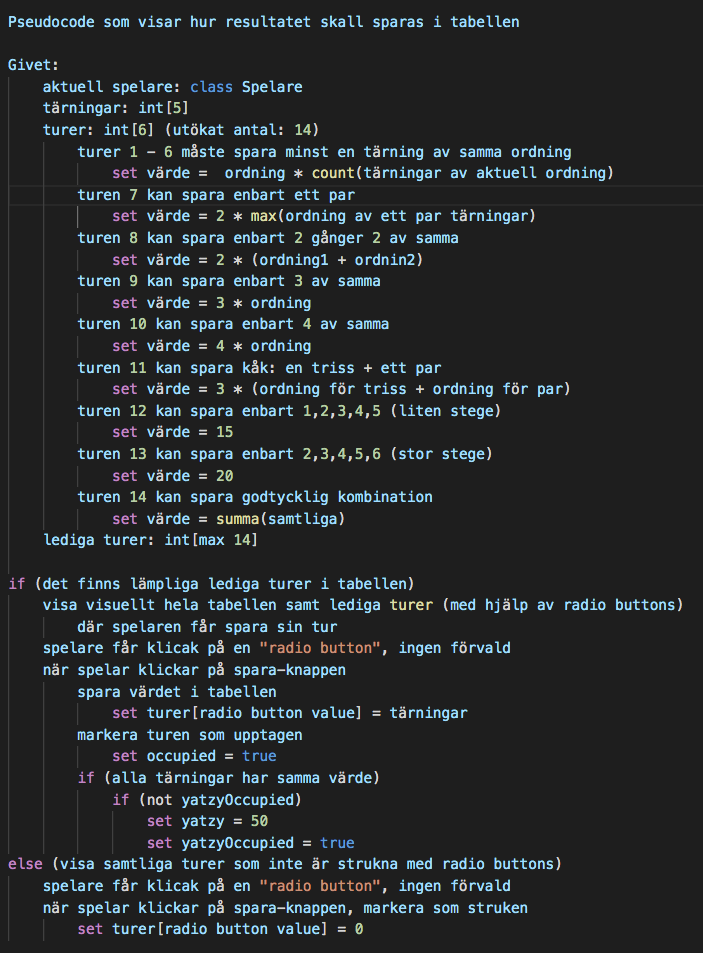 Pseudocode som visar hur resultatet skall sparas i tabellen
Givet:
aktuell spelare: class Spelare
tärningar: int[5]
turer: int[6] (utökat antal: 14)
turer 1 - 6 måste spara minst en tärning av samma ordning
set värde =  ordning * count(tärningar av aktuell ordning)
turen 7 kan spara enbart ett par
set värde = 2 * max(ordning av ett par tärningar)
turen 8 kan spara enbart 2 gånger 2 av samma
set värde = 2 * (ordning1 + ordnin2)
turen 9 kan spara enbart 3 av samma
set värde = 3 * ordning
turen 10 kan spara enbart 4 av samma
set värde = 4 * ordning
turen 11 kan spara kåk: en triss + ett par
set värde = 3 * (ordning för triss + ordning för par)
turen 12 kan spara enbart 1,2,3,4,5 (liten stege)
set värde = 15
turen 13 kan spara enbart 2,3,4,5,6 (stor stege)
set värde = 20
turen 14 kan spara godtycklig kombination
set värde = summa(samtliga)
lediga turer: int[max 14]
if (det finns lämpliga lediga turer i tabellen)
visa visuellt hela tabellen samt lediga turer (med hjälp av radio buttons)
där spelaren får spara sin tur
spelare får klicak på en "radio button", ingen förvald
när spelar klickar på spara-knappen
spara värdet i tabellen
set turer[radio button value] = tärningar
markera turen som upptagen
set occupied = true
if (alla tärningar har samma värde)
if (not yatzyOccupied)
set yatzy = 50
set yatzyOccupied = true
else (visa samtliga turer som inte är strukna med radio buttons)
spelare får klicak på en "radio button", ingen förvald
när spelar klickar på spara-knappen, markera som struken
set turer[radio button value] = 0